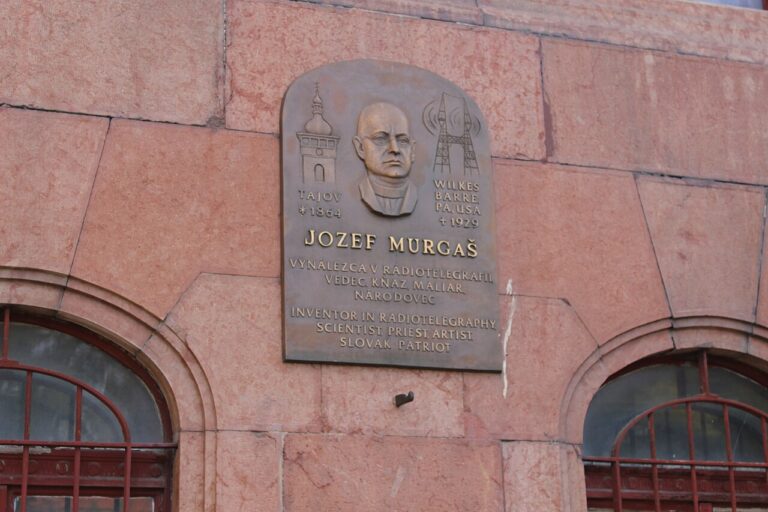 TAJOV
* 1864
WILKES
BARRE,
PA, USA
+ 1929
JOZEF MURGAŠ
VYNÁLEZCA V RÁDIOTELEGRAFII,
VEDEC, KŇAZ, MALIAR,
NÁRODOVEC
INVENTOR IN RADIOTELEGRAPHY,
SCIENTIST, PRIEST, ARTIST,
SLOVAK PATRIOT